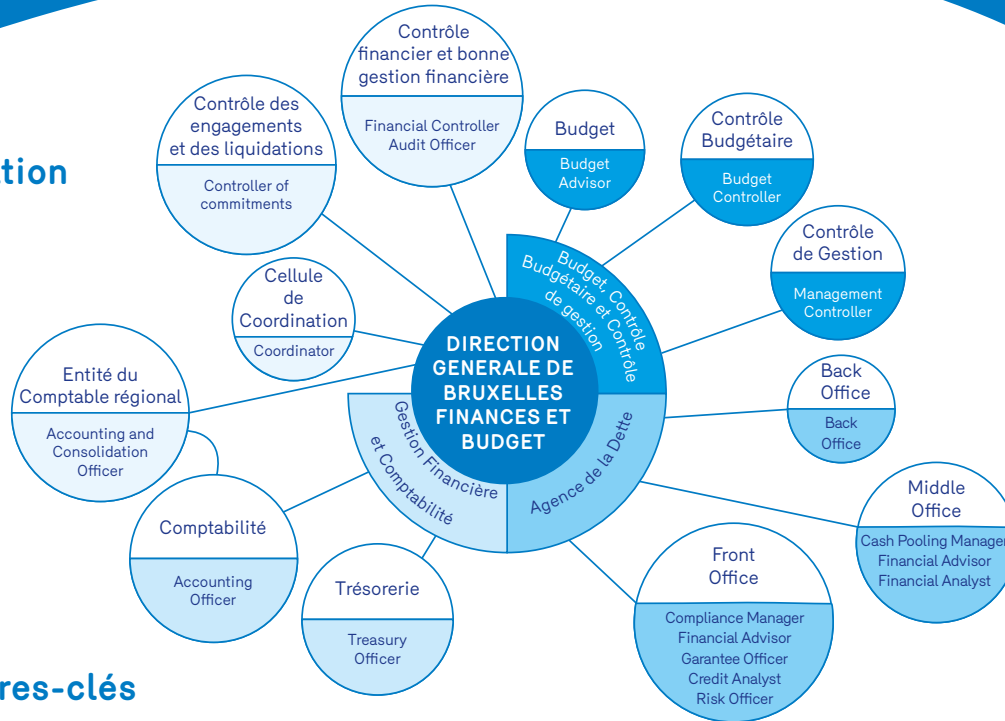 Contrôle
financier et bonne
gestion financière
Financial Controller
Audit Officer
Contrôle des
engagements
et des liquidations
Controller of
commitments
Budget
Budget
Advisor
Contrôle
Budgétaire
Budget
Controller
tion
Contrôle
de Gestion
Management
Controller
Cellule
de
Coordination
Coordinator
Budget, Contrôle
Budgétaire et Contrôle
de gestion
DIRECTION
GENERALE DE
BRUXELLES
FINANCES ET
BUDGET
Entité du
Comptable régional
Accounting and
Consolidation
Officer
Back
Office
Back
Office
Gestion Financière
et Comptabilité
Agence de la Dette
Middle
Office
Cash Pooling Manager
Financial Advisor
Financial Analyst
Comptabilité
Accounting
Officer
Trésorerie
Treasury
Officer
Front
Office
Compliance Manager
Financial Advisor
Garantee Officer
Credit Analyst
Risk Officer
res-clés